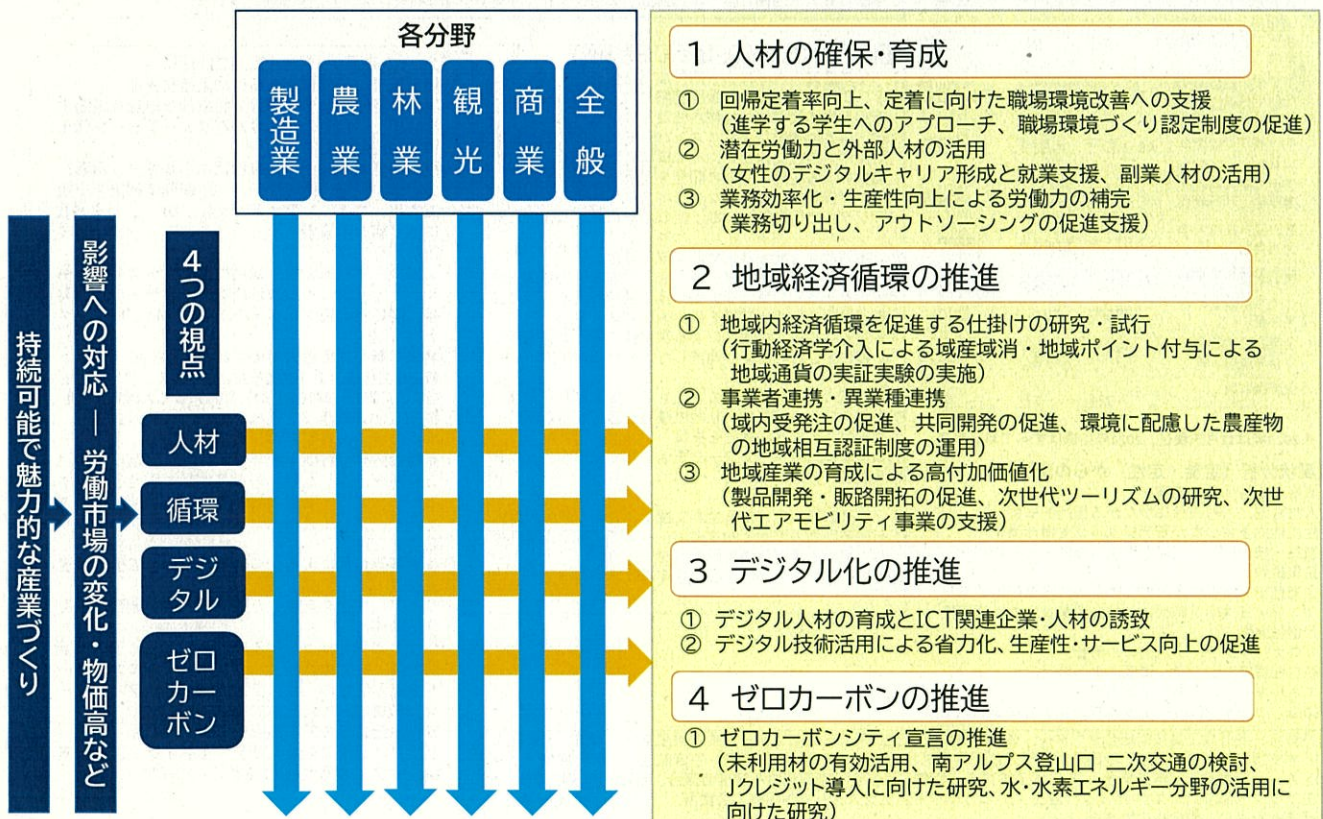 各分野
製造業
農業
林業
観光
商業
全般
持続可能で魅力的な産業づくり
影響への対応 ― 労働市場の変化・物価高など
4つの視点
人材
循環
デジ
タル
ゼロ
カー
ボン
1 人材の確保・育成
① 回帰定着率向上、定着に向けた職場環境改善への支援
(進学する学生へのアプローチ、職場環境づくり認定制度の促進)
② 潜在労働力と外部人材の活用
(女性のデジタルキャリア形成と就業支援、副業人材の活用)
③ 業務効率化・生産性向上による労働力の補完
(業務切り出し、アウトソーシングの促進支援)
2 地域経済循環の推進
① 地域内経済循環を促進する仕掛けの研究・試行
(行動経済学介入による域産域消・地域ポイント付与による
地域通貨の実証実験の実施)
② 事業者連携・異業種連携
(域内受発注の促進、共同開発の促進、環境に配慮した農産物
の地域相互認証制度の運用)
③ 地域産業の育成による高付加価値化
(製品開発・販路開拓の促進、次世代ツーリズムの研究、次世
代エアモビリティ事業の支援)
3 デジタル化の推進
① デジタル人材の育成とICT関連企業・人材の誘致
② デジタル技術活用による省力化、生産性・サービス向上の促進
4 ゼロカーボンの推進
① ゼロカーボンシティ宣言の推進
(未利用材の有効活用、南アルプス登山口 二次交通の検討、
Jクレジット導入に向けた研究、水・水素エネルギー分野の活用に
向けた研究)